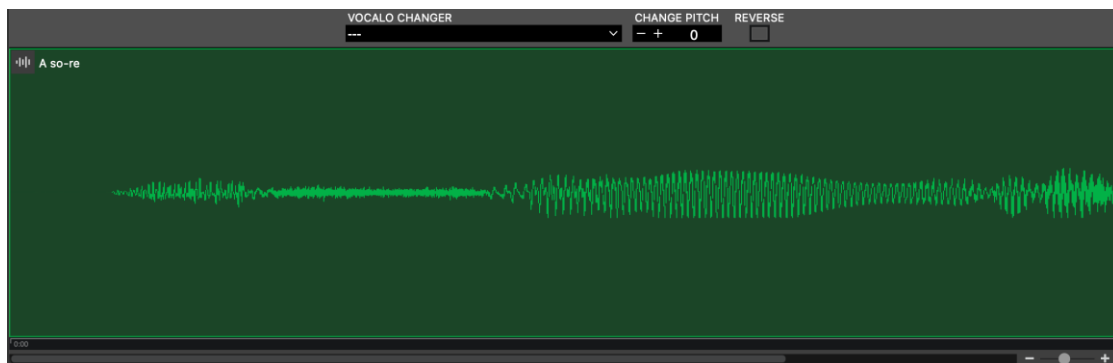 VOCALO CHANGER
CHANGE PITCH
REVERSE
---
− + 0
A so-re
0:00
− +